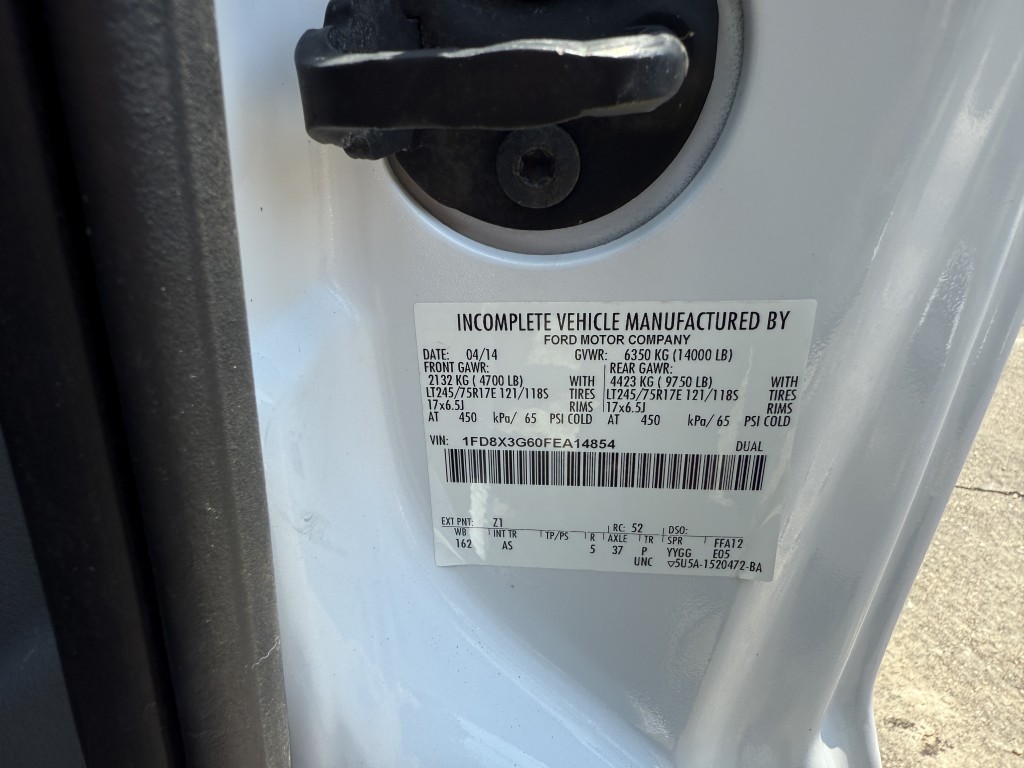 INCOMPLETE VEHICLE MANUFACTURED BY
FORD MOTOR COMPANY
DATE: 04/14 GVWR: 6350 KG (14000 LB)
FRONT GAWR: REAR GAWR:
2132 KG ( 4700 LB) WITH 4423 KG ( 9750 LB) WITH
LT245/75R17E 121/118S TIRES LT245/75R17E 121/118S TIRES
17x6.5J RIMS 17x6.5J RIMS
AT 450 kPa/ 65 PSI COLD AT 450 kPa/ 65 PSI COLD
VIN: 1FD8X3G60FEA14854 DUAL
EXT PNT: Z1 RC: 52 DSO:
WB INT TR TP/PS R AXLE TR SPR FFA12
162 AS 5 37 P YYGG E05
UNC ▽5U5A-1520472-BA